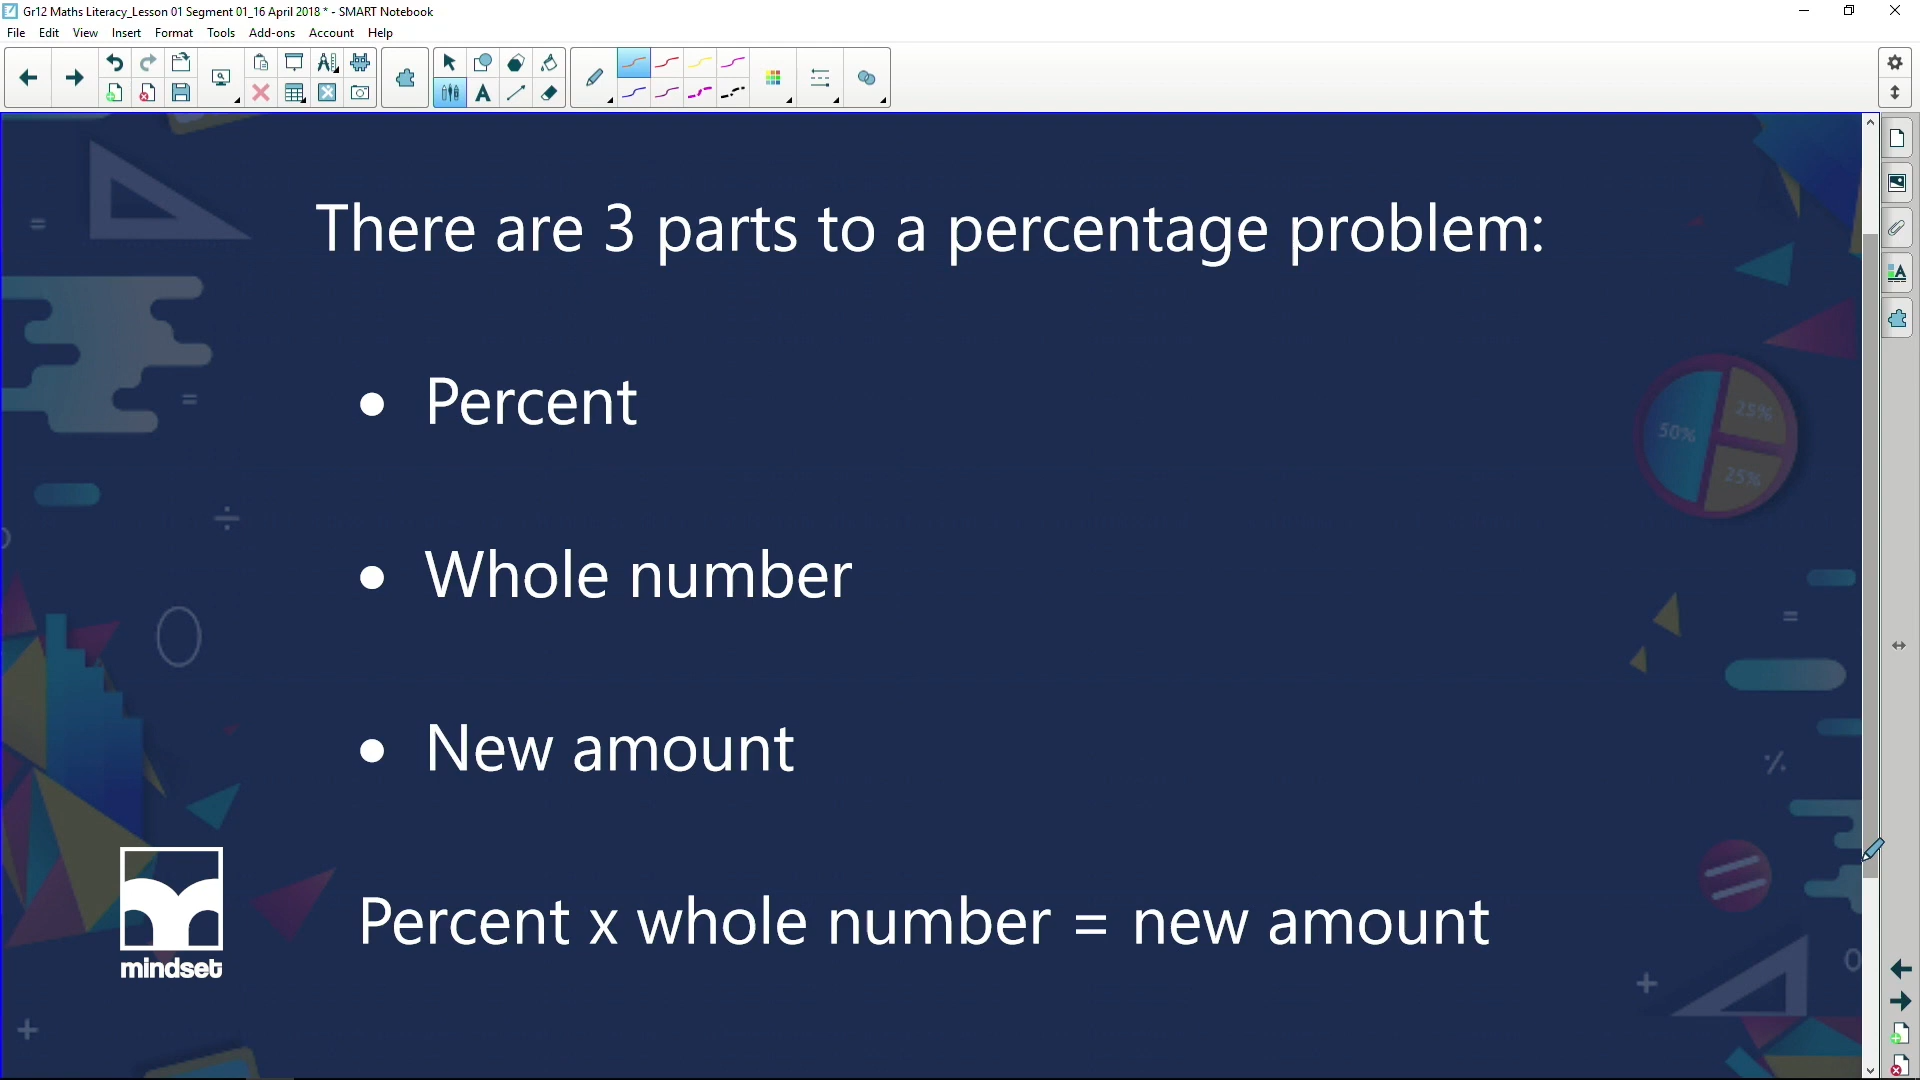 Gr12 Maths Literacy_Lesson 01 Segment 01_16 April 2018 * - SMART Notebook
File Edit View Insert Format Tools Add-ons Account Help
There are 3 parts to a percentage problem:
• Percent
50% 25%
25%
• Whole number
• New amount
Percent x whole number = new amount
mindset